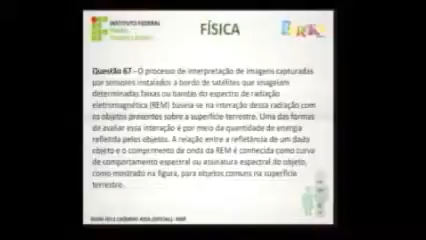 INSTITUTO FEDERAL
FÍSICA
Questão 67 - O processo de interpretação de imagens capturadas
por sensores instalados a bordo de satélites que imageiam
determinadas faixas ou bandas do espectro de radiação
eletromagnética (REM) baseia-se na interação dessa radiação com
os objetos presentes sobre a superfície terrestre. Uma das formas
de avaliar essa interação é por meio da quantidade de energia
refletida pelos objetos. A relação entre a refletância de um dado
objeto e o comprimento de onda da REM é conhecida como curva
de comportamento espectral ou assinatura espectral do objeto,
como mostrado na figura, para objetos comuns na superfície
terrestre.